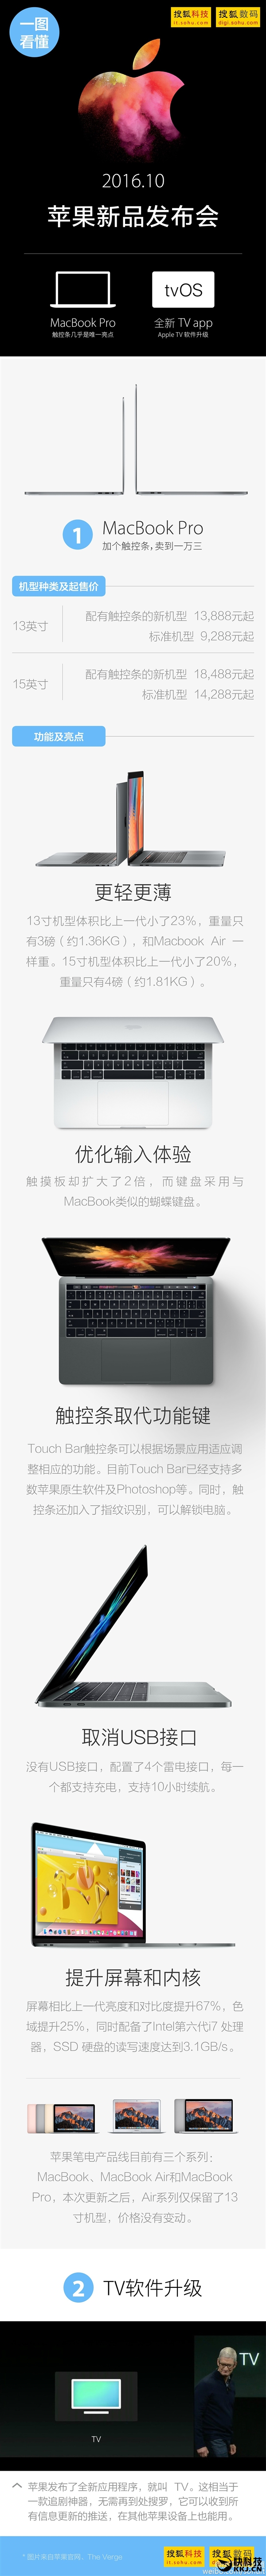 一图
看懂
搜狐科技
it.sohu.com
搜狐数码
digi.sohu.com
2016.10
苹果新品发布会
MacBook Pro
触控条几乎是唯一亮点
tvOS
全新 TV app
Apple TV 软件升级
1
MacBook Pro
加个触控条,卖到一万三
机型种类及起售价
13英寸
配有触控条的新机型 13,888元起
标准机型 9,288元起
15英寸
配有触控条的新机型 18,488元起
标准机型 14,288元起
功能及亮点
更轻更薄
13寸机型体积比上一代小了23%，重量只
有3磅（约1.36KG），和Macbook Air 一
样重。15寸机型体积比上一代小了20%，
重量只有4磅（约1.81KG）。
优化输入体验
触摸板却扩大了2倍，而键盘采用与
MacBook类似的蝴蝶键盘。
触控条取代功能键
Touch Bar触控条可以根据场景应用适应调
整相应的功能。目前Touch Bar已经支持多
数苹果原生软件及Photoshop等。同时，触
控条还加入了指纹识别，可以解锁电脑。
取消USB接口
没有USB接口，配置了4个雷电接口，每一
个都支持充电，支持10小时续航。
提升屏幕和内核
屏幕相比上一代亮度和对比度提升67%，色
域提升25%，同时配备了Intel第六代i7 处理
器，SSD 硬盘的读写速度达到3.1GB/s。
苹果笔电产品线目前有三个系列：
MacBook、MacBook Air和MacBook
Pro，本次更新之后，Air系列仅保留了13
寸机型，价格没有变动。
2
TV软件升级
TV
TV
苹果发布了全新应用程序，就叫 TV。这相当于
一款追剧神器，无需再到处搜罗，它可以收到所
有信息更新的推送，在其他苹果设备上也能用。
* 图片来自苹果官网、The Verge
搜狐科技
it.sohu.com
搜狐数码
快科技
KKJ.CN